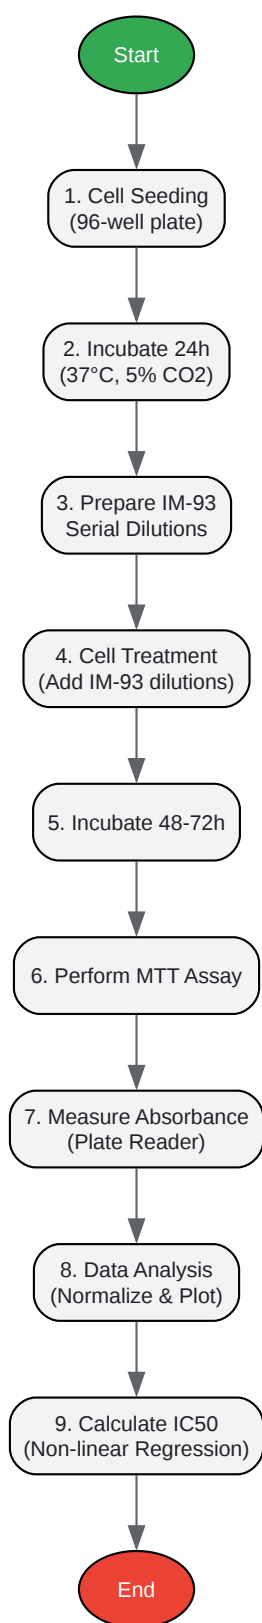 Start
1. Cell Seeding
(96-well plate)
2. Incubate 24h
(37°C, 5% CO2)
3. Prepare IM-93
Serial Dilutions
4. Cell Treatment
(Add IM-93 dilutions)
5. Incubate 48-72h
6. Perform MTT Assay
7. Measure Absorbance
(Plate Reader)
8. Data Analysis
(Normalize & Plot)
9. Calculate IC50
(Non-linear Regression)
End